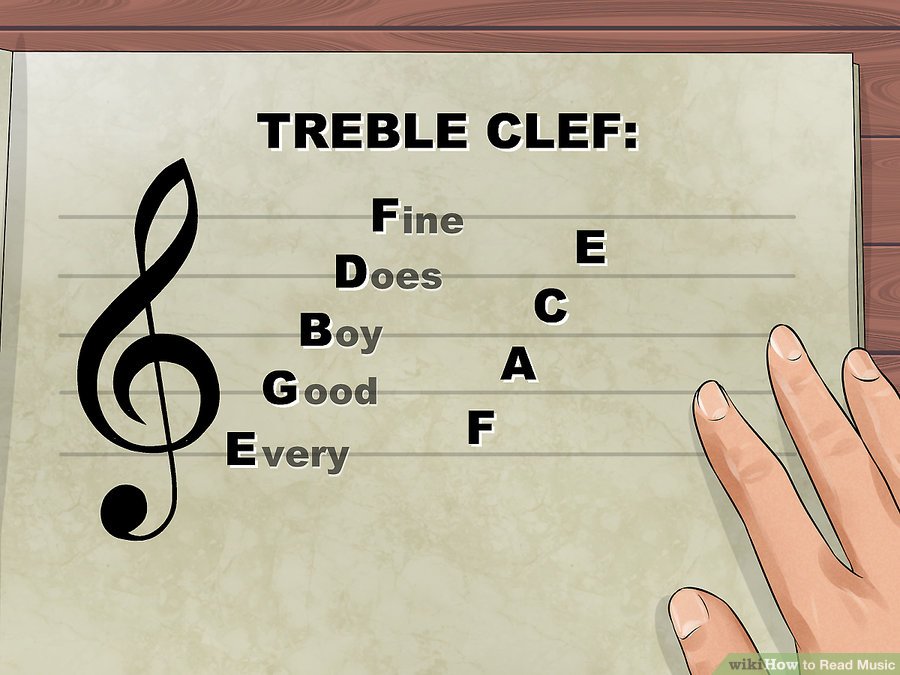 TREBLE CLEF:
Fine
E
Does
C
Boy
A
Good
F
Every
wikiHow to Read Music